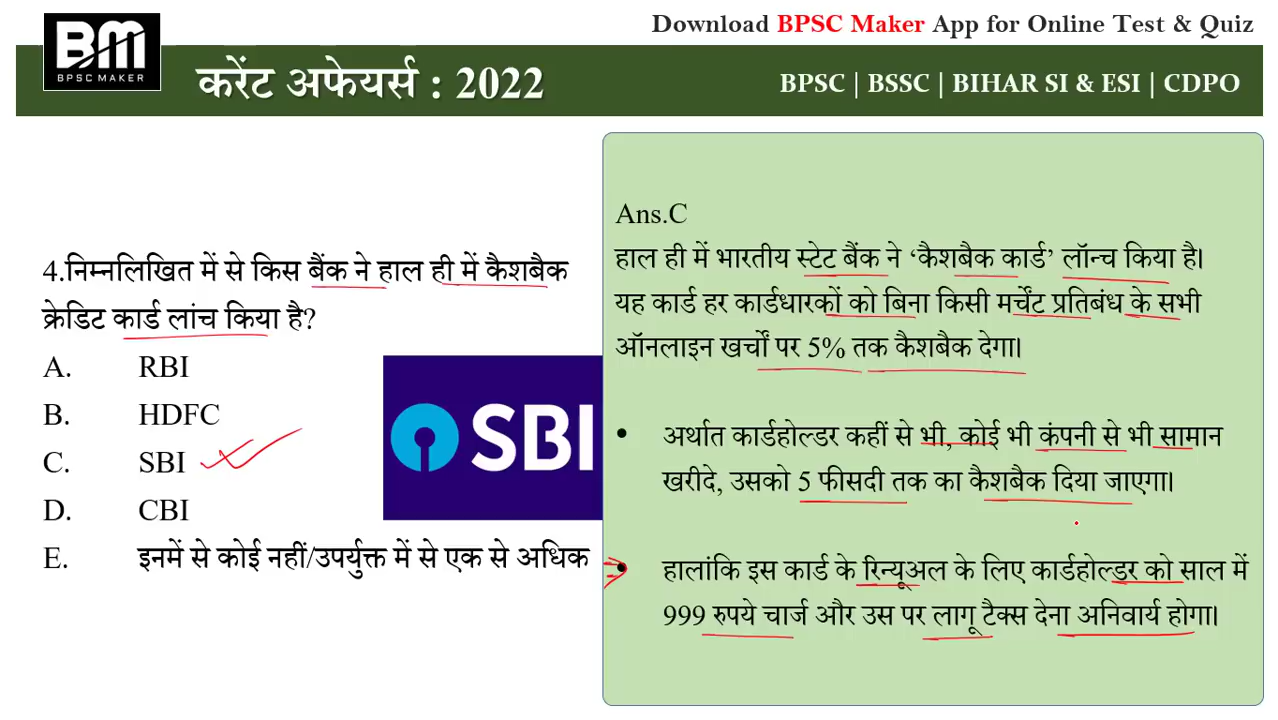 Download BPSC Maker App for Online Test & Quiz
BM
BPSC MAKER
करेंट अफेयर्स : 2022
BPSC | BSSC | BIHAR SI & ESI | CDPO
4.निम्नलिखित में से किस बैंक ने हाल ही में कैशबैक
क्रेडिट कार्ड लांच किया है?
A. RBI
B. HDFC
C. SBI
D. CBI
E. इनमें से कोई नहीं/उपर्युक्त में से एक से अधिक
SBI
Ans.C
हाल ही में भारतीय स्टेट बैंक ने ‘कैशबैक कार्ड’ लॉन्च किया है।
यह कार्ड हर कार्डधारकों को बिना किसी मर्चेंट प्रतिबंध के सभी
ऑनलाइन खर्चों पर 5% तक कैशबैक देगा।
• अर्थात कार्डहोल्डर कहीं से भी, कोई भी कंपनी से भी सामान
खरीदे, उसको 5 फीसदी तक का कैशबैक दिया जाएगा।
• हालांकि इस कार्ड के रिन्यूअल के लिए कार्डहोल्डर को साल में
999 रुपये चार्ज और उस पर लागू टैक्स देना अनिवार्य होगा।